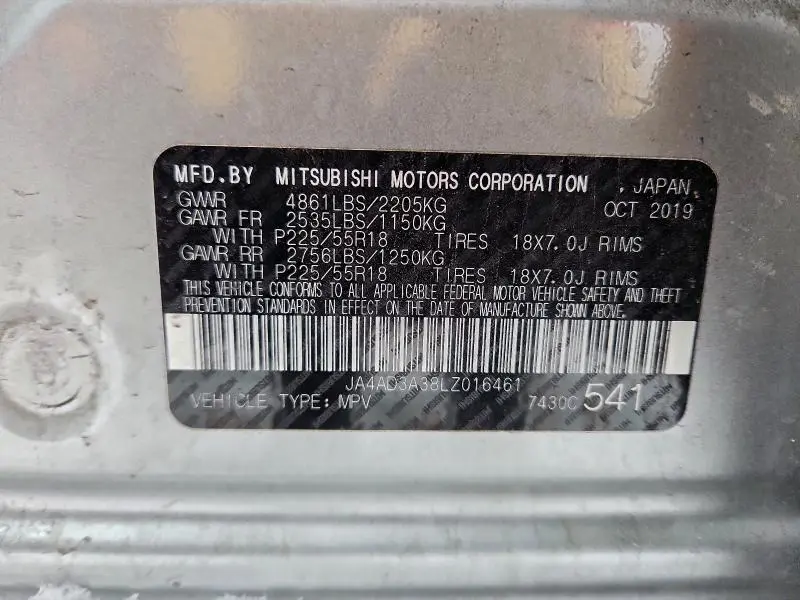 MFD.BY MITSUBISHI MOTORS CORPORATION , JAPAN
GVWR 4861LBS/2205KG OCT 2019
GAWR FR 2535LBS/1150KG
WITH P225/55R18 TIRES 18X7.0J RIMS
GAWR RR 2756LBS/1250KG
WITH P225/55R18 TIRES 18X7.0J RIMS
THIS VEHICLE CONFORMS TO ALL APPLICABLE FEDERAL MOTOR VEHICLE SAFETY AND THEFT
PREVENTION STANDARDS IN EFFECT ON THE DATE OF MANUFACTURE SHOWN ABOVE.
JA4AD3A38LZ016461
VEHICLE TYPE: MPV 7430C 541